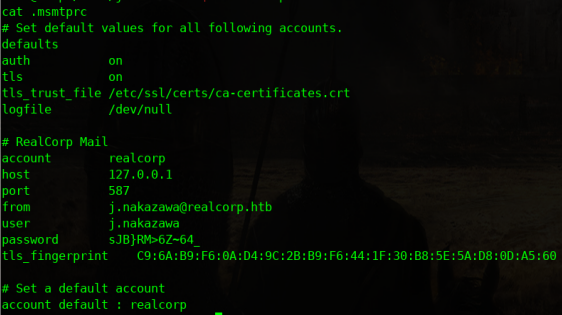 cat .msmtprc
# Set default values for all following accounts.
defaults
auth on
tls on
tls_trust_file /etc/ssl/certs/ca-certificates.crt
logfile /dev/null
# RealCorp Mail
account realcorp
host 127.0.0.1
port 587
from j.nakazawa@realcorp.htb
user j.nakazawa
password sJB}RM>6Z~64_
tls_fingerprint C9:6A:B9:F6:0A:D4:9C:2B:B9:F6:44:1F:30:B8:5E:5A:D8:0D:A5:60
# Set a default account
account default : realcorp